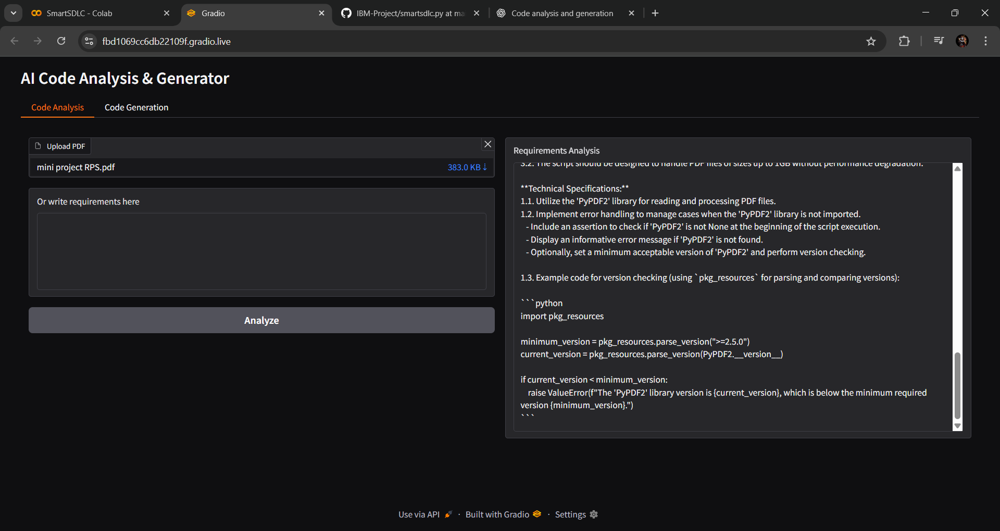 SmartSDLC - Colab
Gradio
IBM-Project/smartsdlc.py at ma
Code analysis and generation
fbd1069cc6db22109f.gradio.live
AI Code Analysis & Generator
Code Analysis
Code Generation
Upload PDF
mini project RPS.pdf
383.0 KB ⇣
Or write requirements here
Analyze
Requirements Analysis
3.2. The script should be designed to handle PDF files of sizes up to 1GB without performance degradation.
**Technical Specifications:**
1.1. Utilize the 'PyPDF2' library for reading and processing PDF files.
1.2. Implement error handling to manage cases when the 'PyPDF2' library is not imported.
- Include an assertion to check if 'PyPDF2' is not None at the beginning of the script execution.
- Display an informative error message if 'PyPDF2' is not found.
- Optionally, set a minimum acceptable version of 'PyPDF2' and perform version checking.
1.3. Example code for version checking (using `pkg_resources` for parsing and comparing versions):
```python
import pkg_resources
minimum_version = pkg_resources.parse_version(">=2.5.0")
current_version = pkg_resources.parse_version(PyPDF2.__version__)
if current_version < minimum_version:
raise ValueError(f"The 'PyPDF2' library version is {current_version}, which is below the minimum required
version {minimum_version}.")
```
Use via API · Built with Gradio · Settings